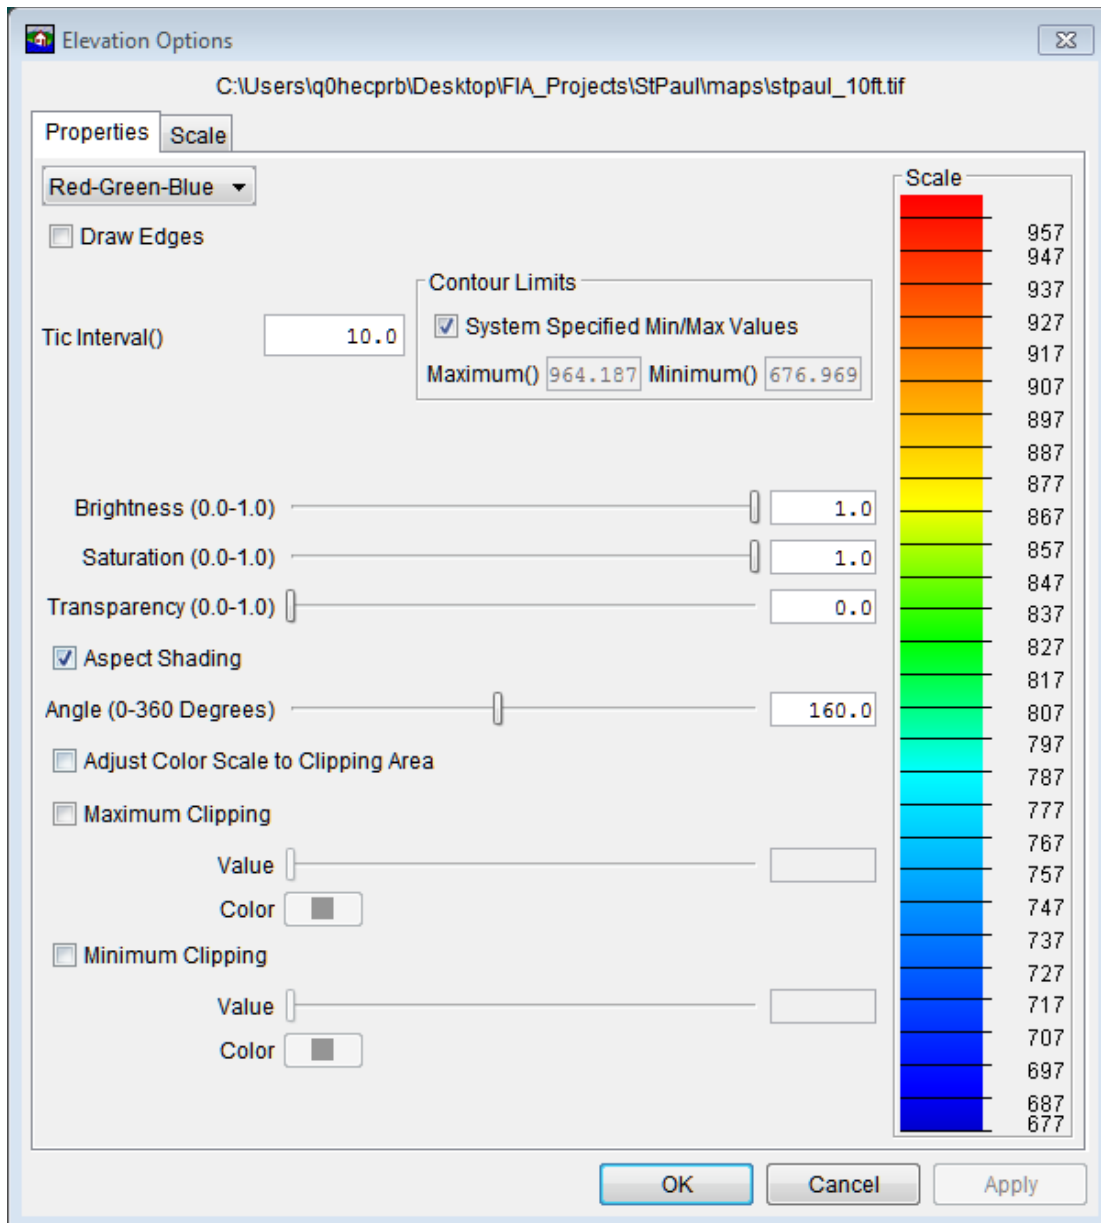 Elevation Options
C:\Users\q0hecprb\Desktop\FIA_Projects\StPaul\maps\stpaul_10ft.tif
Properties
Scale
Red-Green-Blue
Draw Edges
Tic Interval()
10.0
Contour Limits
System Specified Min/Max Values
Maximum() 964.187 Minimum() 676.969
Brightness (0.0-1.0)
1.0
Saturation (0.0-1.0)
1.0
Transparency (0.0-1.0)
0.0
Aspect Shading
Angle (0-360 Degrees)
160.0
Adjust Color Scale to Clipping Area
Maximum Clipping
Value
Color
Minimum Clipping
Value
Color
Scale
957
947
937
927
917
907
897
887
877
867
857
847
837
827
817
807
797
787
777
767
757
747
737
727
717
707
697
687
677
OK
Cancel
Apply